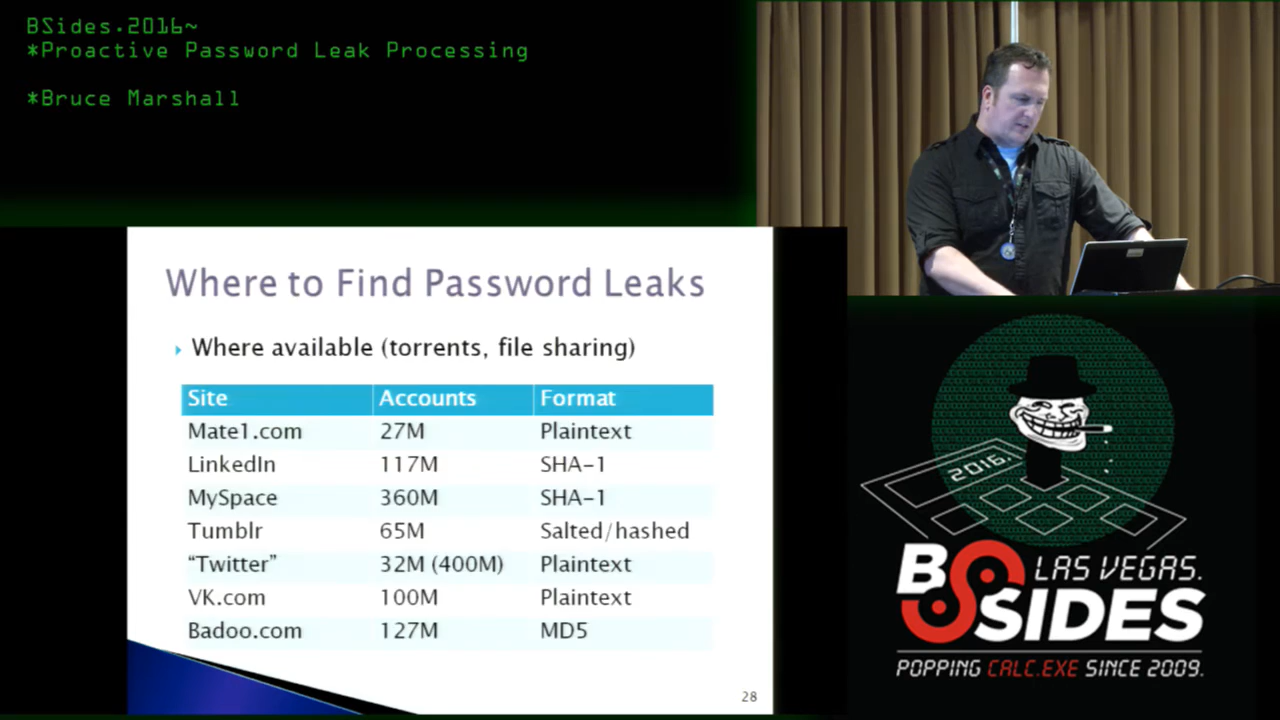 BSides.2016~
*Proactive Password Leak Processing
*Bruce Marshall
Where to Find Password Leaks
Where available (torrents, file sharing)
Site Accounts Format
Mate1.com 27M Plaintext
LinkedIn 117M SHA-1
MySpace 360M SHA-1
Tumblr 65M Salted/hashed
“Twitter” 32M (400M) Plaintext
VK.com 100M Plaintext
Badoo.com 127M MD5
28
2016.
BSIDES
LAS VEGAS.
POPPING CALC.EXE SINCE 2009.